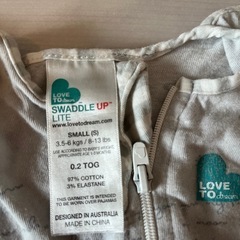 LOVE
TO dream
SWADDLE UP™
LITE
www.lovetodream.com
SMALL (S)
3.5-6 kgs / 8-13 lbs
0.2 TOG
97% COTTON
3% ELASTANE
THIS GARMENT IS INTENDED
TO BE WORN OVER PAJAMAS
DESIGNED IN AUSTRALIA
MADE IN CHINA
LOVE
TO dream